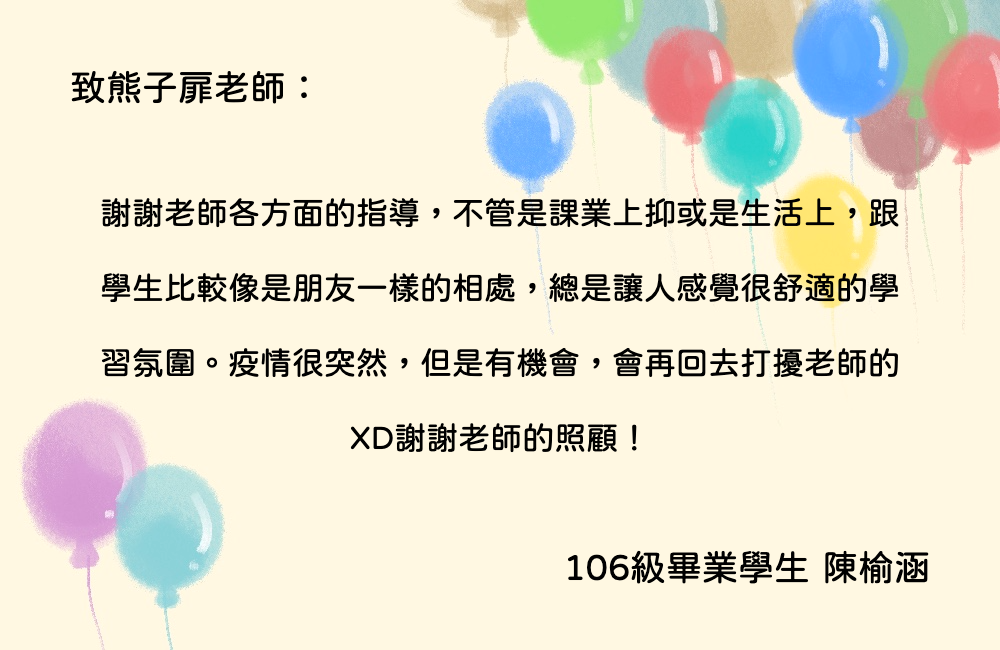 致熊子扉老師：
謝謝老師各方面的指導，不管是課業上抑或是生活上，跟
學生比較像是朋友一樣的相處，總是讓人感覺很舒適的學
習氛圍。疫情很突然，但是有機會，會再回去打擾老師的
XD謝謝老師的照顧！
106級畢業學生 陳榆涵